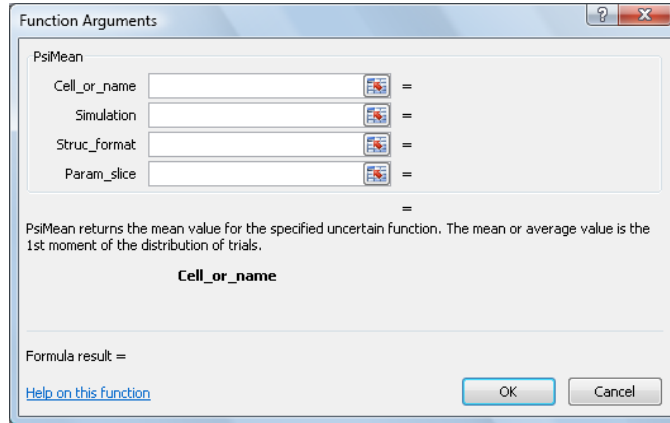 Function Arguments
? X
PsiMean
Cell_or_name =
Simulation =
Struc_format =
Param_slice =
=
PsiMean returns the mean value for the specified uncertain function. The mean or average value is the
1st moment of the distribution of trials.
Cell_or_name
Formula result =
Help on this function OK Cancel